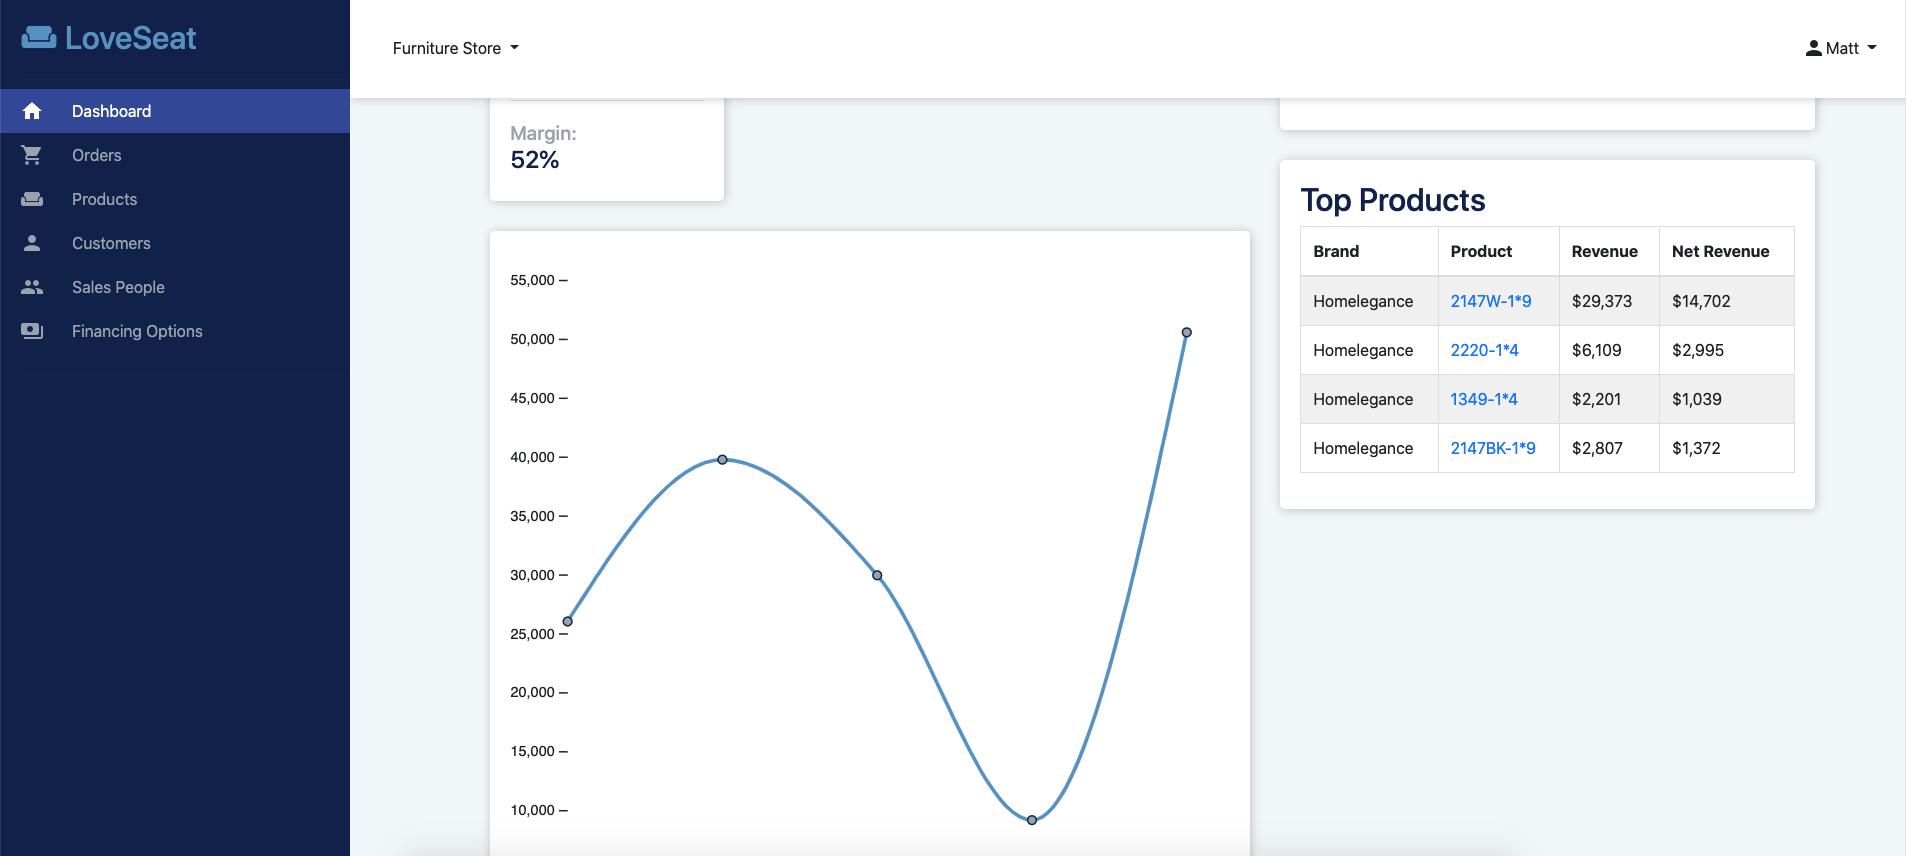 LoveSeat
Furniture Store
Matt
Dashboard
Orders
Products
Customers
Sales People
Financing Options
Margin:
52%
55,000
50,000
45,000
40,000
35,000
30,000
25,000
20,000
15,000
10,000
Top Products
Brand Product Revenue Net Revenue
Homelegance 2147W-1*9 $29,373 $14,702
Homelegance 2220-1*4 $6,109 $2,995
Homelegance 1349-1*4 $2,201 $1,039
Homelegance 2147BK-1*9 $2,807 $1,372